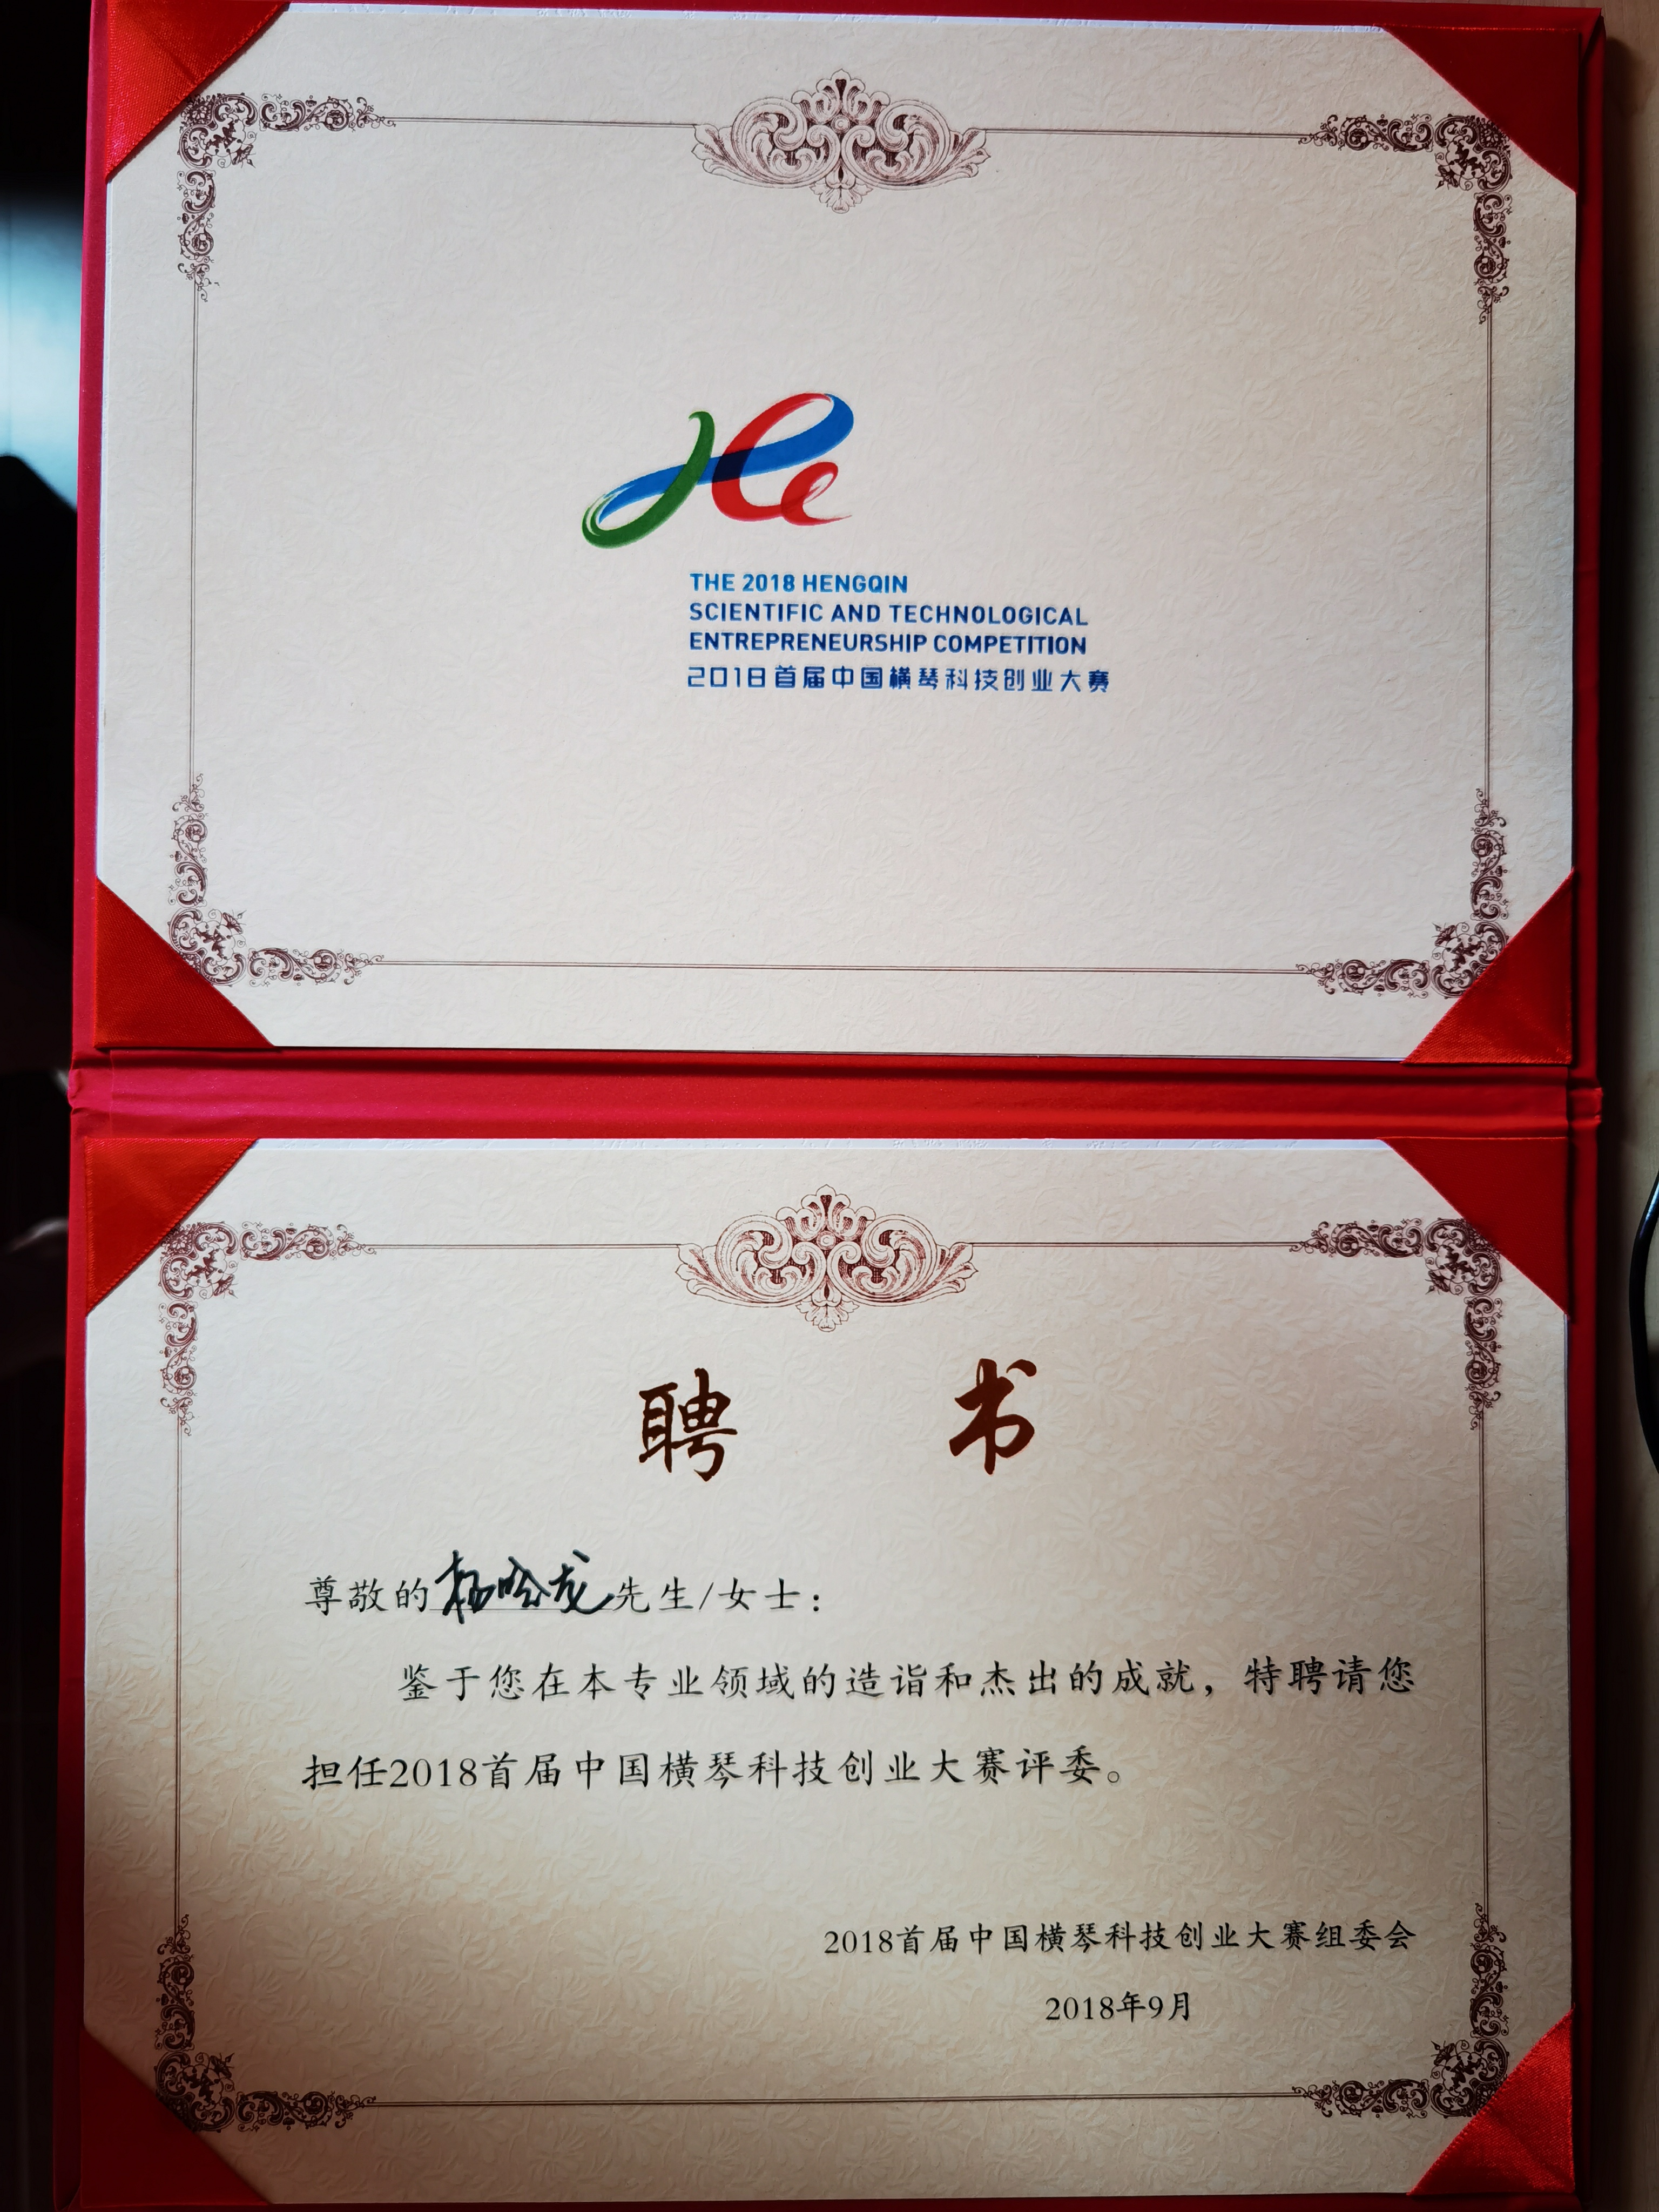 He
THE 2018 HENGQIN
SCIENTIFIC AND TECHNOLOGICAL
ENTREPRENEURSHIP COMPETITION
2018首届中国横琴科技创业大赛
聘 书
尊敬的 先生/女士：
鉴于您在本专业领域的造诣和杰出的成就，特聘请您
担任2018首届中国横琴科技创业大赛评委。
2018首届中国横琴科技创业大赛组委会
2018年9月